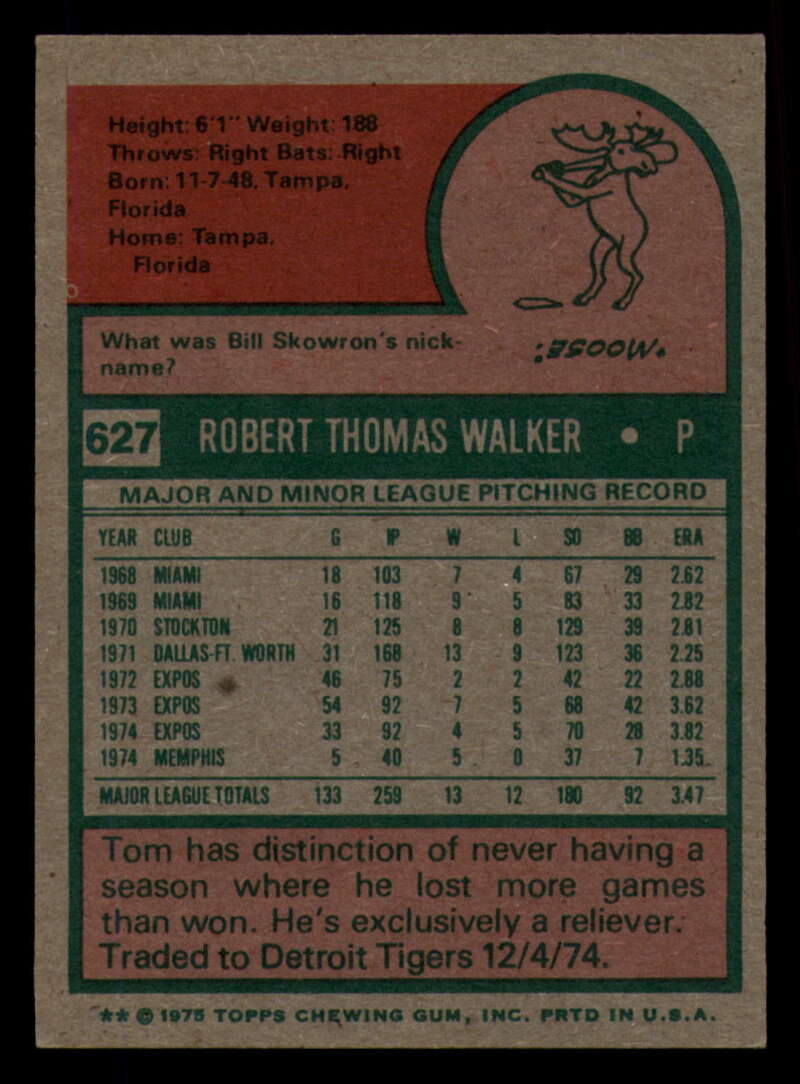 Height: 6'1" Weight: 188
Throws: Right Bats: Right
Born: 11-7-48, Tampa,
Florida
Home: Tampa,
Florida
What was Bill Skowron's nick-
name?
"Moose."
627 ROBERT THOMAS WALKER • P
MAJOR AND MINOR LEAGUE PITCHING RECORD
YEAR CLUB G IP W L SO BB ERA
1968 MIAMI 18 103 7 4 67 29 2.62
1969 MIAMI 16 118 9 5 83 33 2.82
1970 STOCKTON 21 125 8 8 129 39 2.81
1971 DALLAS-FT. WORTH 31 168 13 9 123 36 2.25
1972 EXPOS 46 75 2 2 42 22 2.88
1973 EXPOS 54 92 7 5 68 42 3.62
1974 EXPOS 33 92 4 5 70 28 3.82
1974 MEMPHIS 5 40 5 0 37 7 1.35
MAJOR LEAGUE TOTALS 133 259 13 12 180 92 3.47
Tom has distinction of never having a
season where he lost more games
than won. He's exclusively a reliever.
Traded to Detroit Tigers 12/4/74.
** © 1975 TOPPS CHEWING GUM, INC. PRTD IN U.S.A.